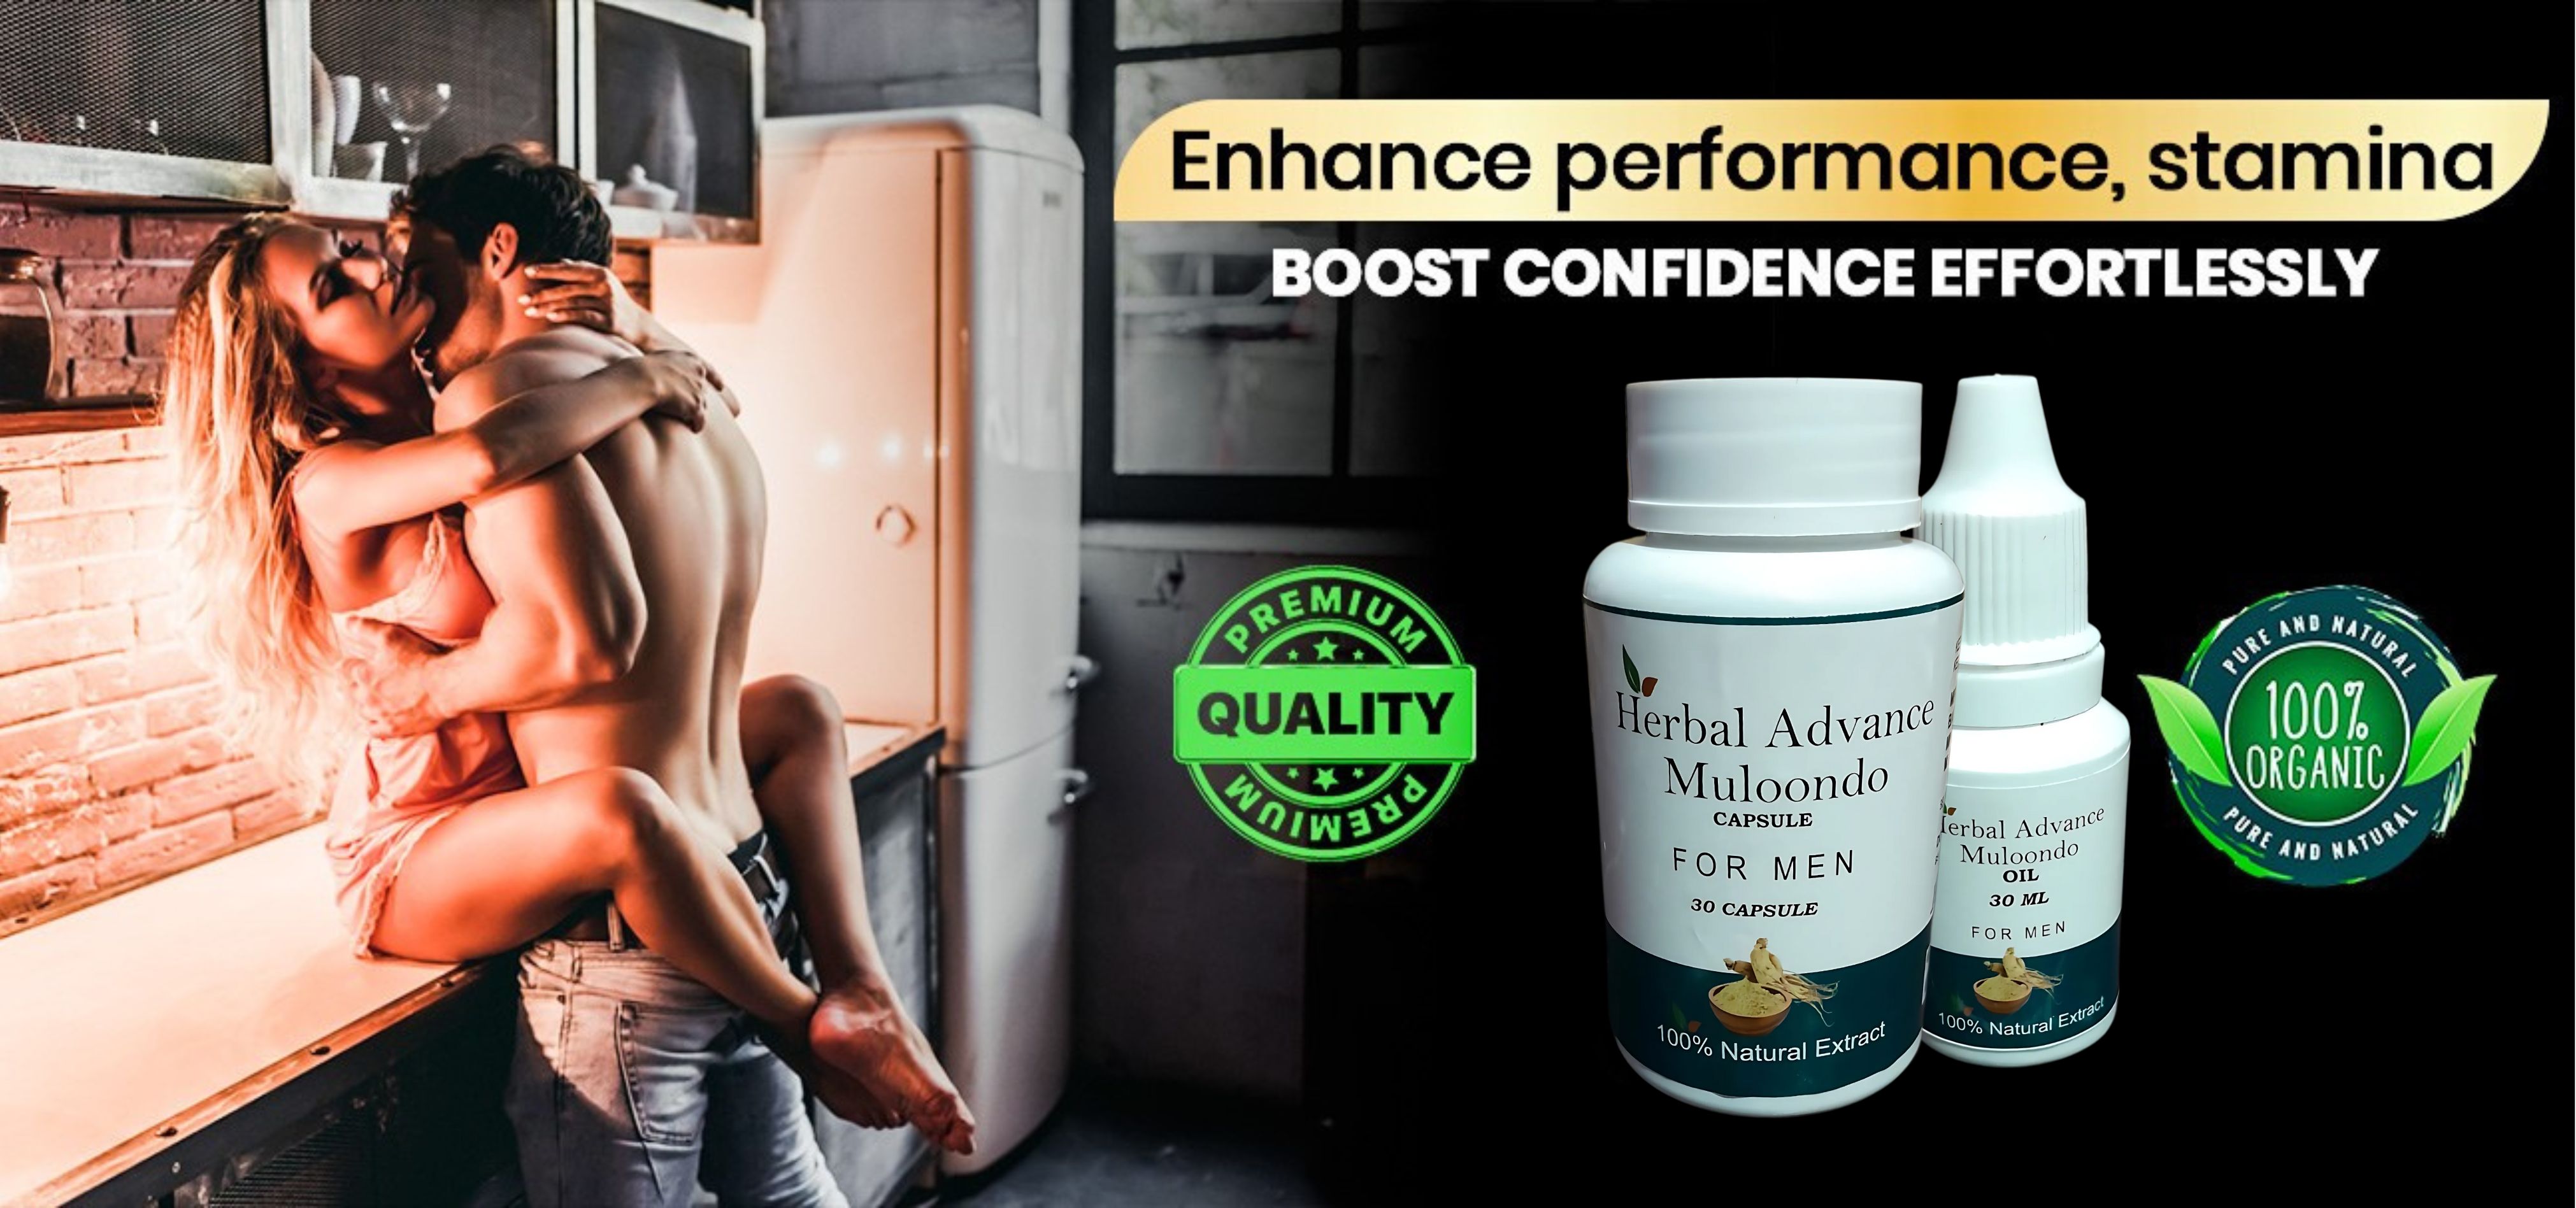 Enhance performance, stamina
BOOST CONFIDENCE EFFORTLESSLY
PREMIUM
QUALITY
PREMIUM
Herbal Advance
Muloondo
CAPSULE
FOR MEN
30 CAPSULE
100% Natural Extract
Herbal Advance
Muloondo
OIL
30 ML
FOR MEN
100% Natural Extract
PURE AND NATURAL
100%
ORGANIC
PURE AND NATURAL